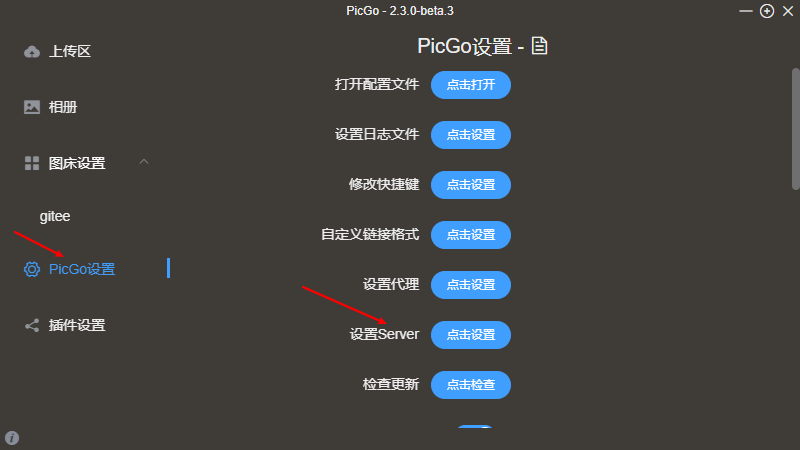 PicGo - 2.3.0-beta.3
上传区
相册
图床设置
gitee
PicGo设置
插件设置
PicGo设置 -
打开配置文件 点击打开
设置日志文件 点击设置
修改快捷键 点击设置
自定义链接格式 点击设置
设置代理 点击设置
设置Server 点击设置
检查更新 点击检查